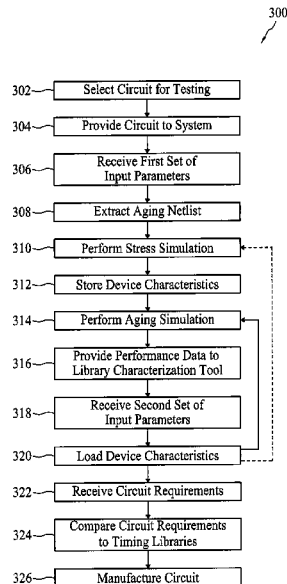 300
302 Select Circuit for Testing
304 Provide Circuit to System
306 Receive First Set of
Input Parameters
308 Extract Aging Netlist
310 Perform Stress Simulation
312 Store Device Characteristics
314 Perform Aging Simulation
316 Provide Performance Data to
Library Characterization Tool
318 Receive Second Set of
Input Parameters
320 Load Device Characteristics
322 Receive Circuit Requirements
324 Compare Circuit Requirements
to Timing Libraries
326 Manufacture Circuit